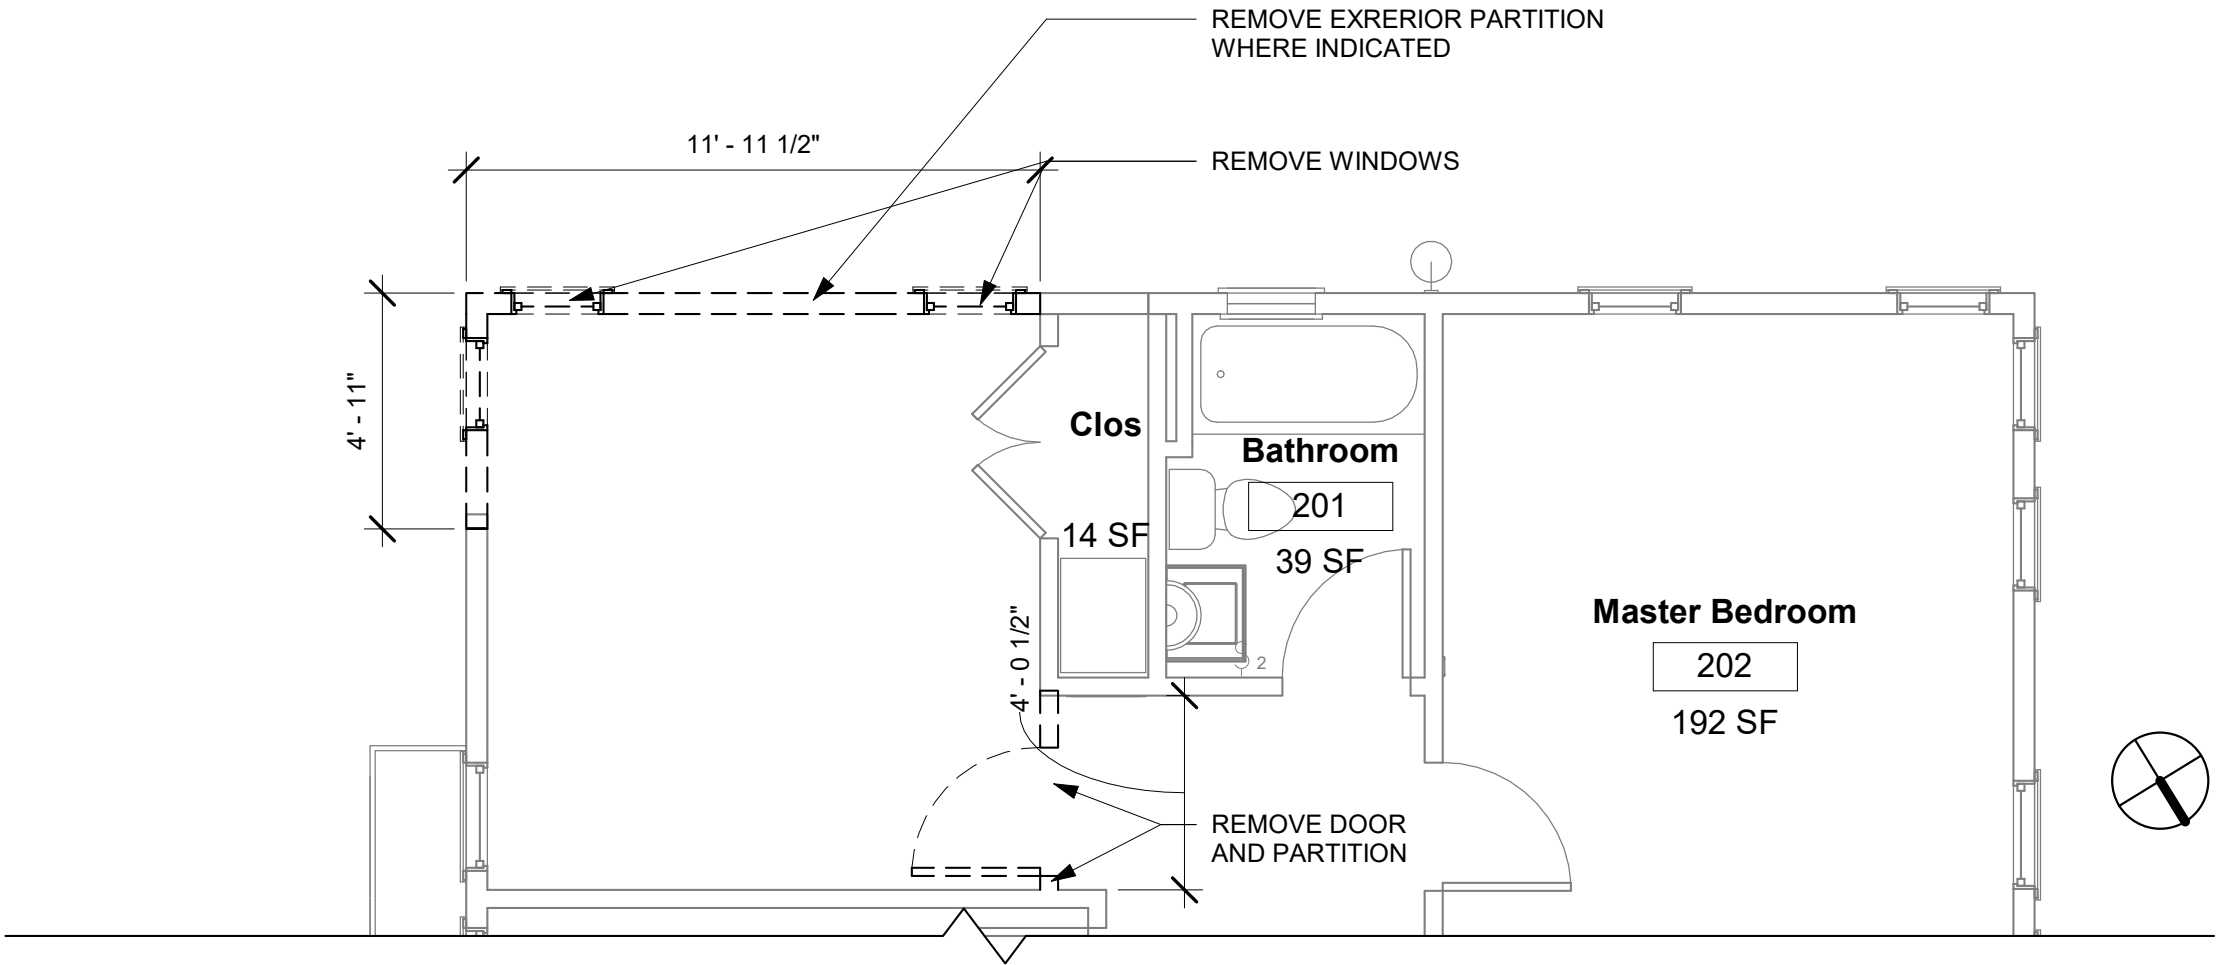 REMOVE EXRERIOR PARTITION
WHERE INDICATED
11' - 11 1/2"
REMOVE WINDOWS
4' - 11"
Clos
14 SF
Bathroom
201
39 SF
2
4' - 0 1/2"
Master Bedroom
202
192 SF
REMOVE DOOR
AND PARTITION